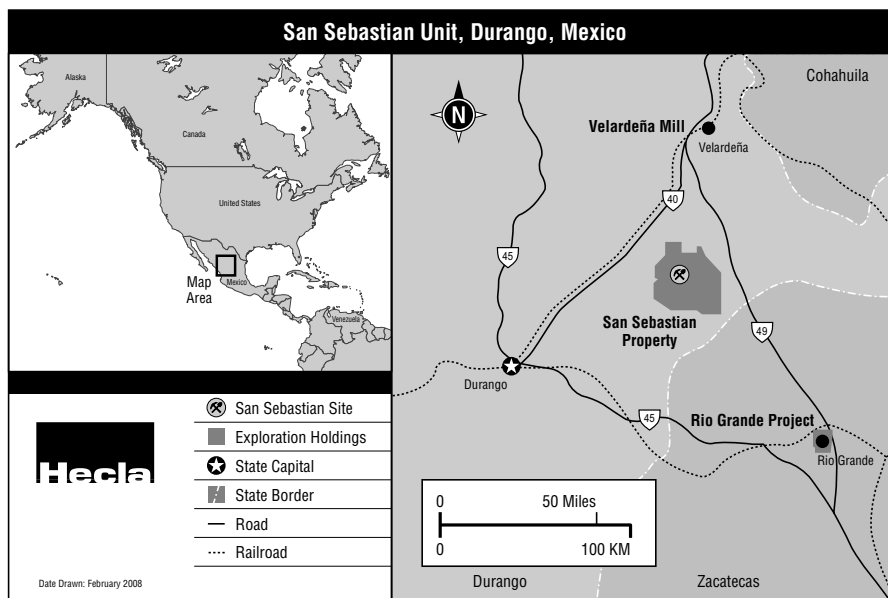 San Sebastian Unit, Durango, Mexico
Alaska
Canada
United States
Mexico
Map
Area
Venezuela
N
Cohahuila
Velardeña Mill
Velardeña
40
45
San Sebastian
Property
49
Durango
45
Rio Grande Project
Rio Grande
0
50 Miles
0
100 KM
Durango
Zacatecas
Hecla
San Sebastian Site
Exploration Holdings
State Capital
State Border
Road
Railroad
Date Drawn: February 2008